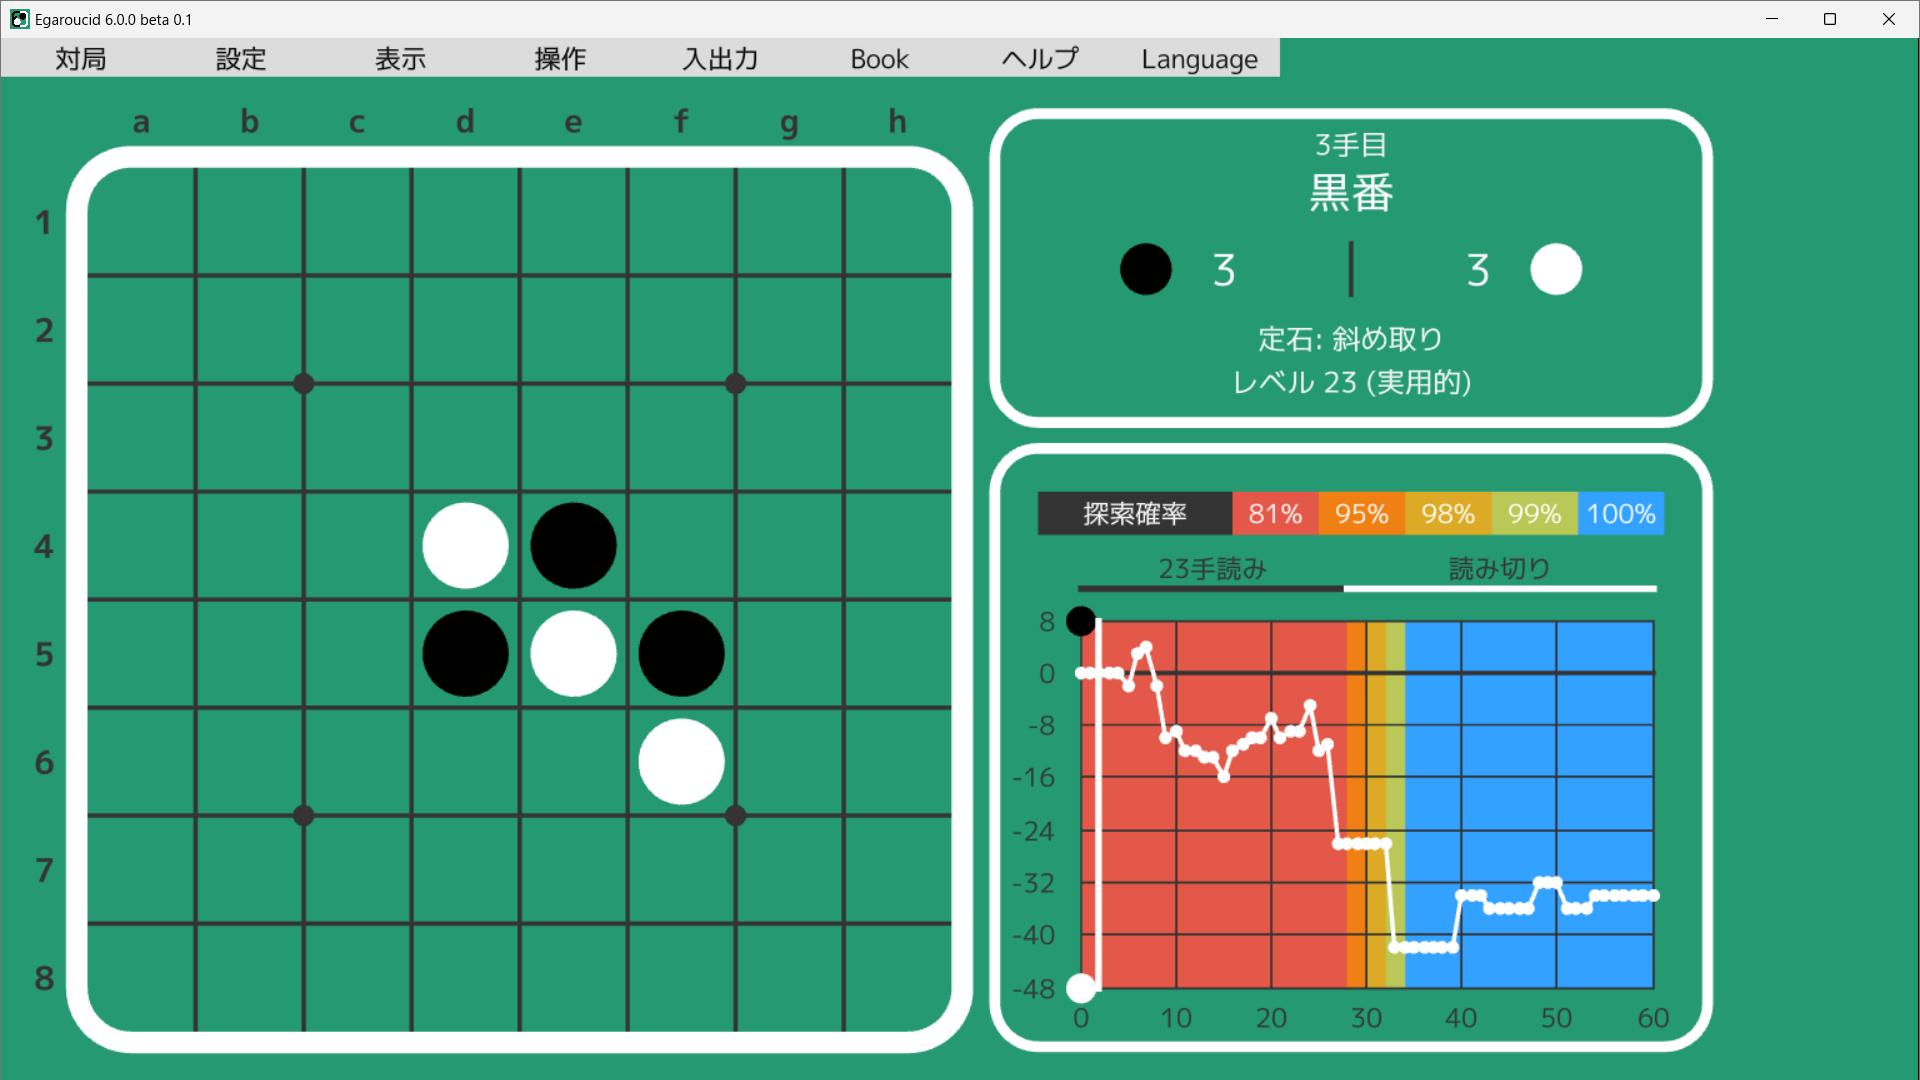 Egaroucid 6.0.0 beta 0.1
対局 設定 表示 操作 入出力 Book ヘルプ Language
a b c d e f g h
1
2
3
4
5
6
7
8
3手目
黒番
3 3
定石: 斜め取り
レベル 23 (実用的)
探索確率 81% 95% 98% 99% 100%
23手読み 読み切り
8
0
-8
-16
-24
-32
-40
-48
0 10 20 30 40 50 60